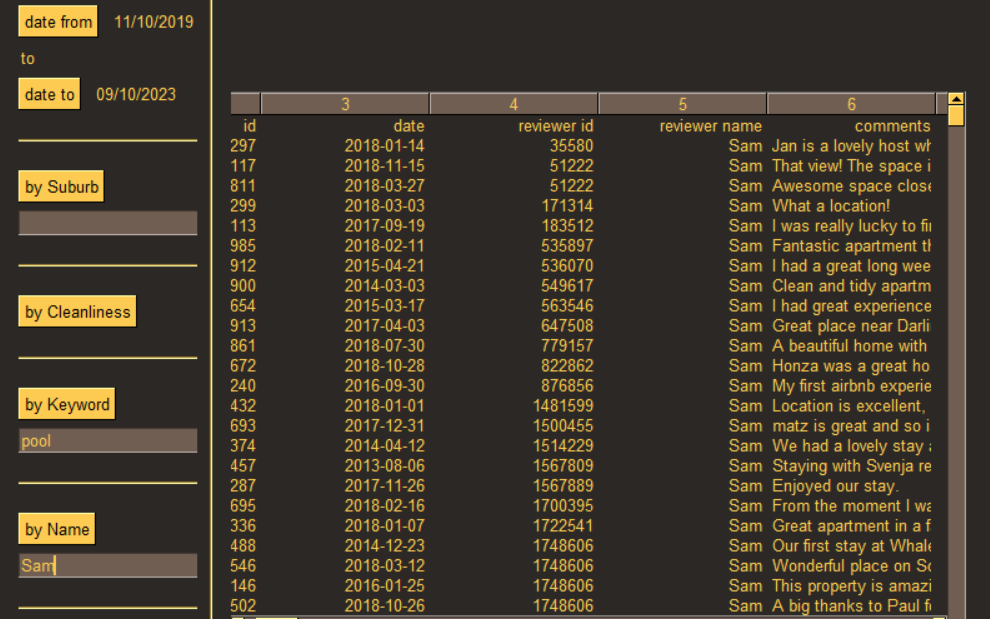 date from 11/10/2019
to
date to 09/10/2023
by Suburb
by Cleanliness
by Keyword
pool
by Name
Sam
3 4 5 6
id date reviewer id reviewer name comments
297 2018-01-14 35580 Sam Jan is a lovely host wh
117 2018-11-15 51222 Sam That view! The space i
811 2018-03-27 51222 Sam Awesome space close
299 2018-03-03 171314 Sam What a location!
113 2017-09-19 183512 Sam I was really lucky to fi
985 2018-02-11 535897 Sam Fantastic apartment th
912 2015-04-21 536070 Sam I had a great long wee
900 2014-03-03 549617 Sam Clean and tidy apartm
654 2015-03-17 563546 Sam I had great experience
913 2017-04-03 647508 Sam Great place near Darli
861 2018-07-30 779157 Sam A beautiful home with
672 2018-10-28 822862 Sam Honza was a great ho
240 2016-09-30 876856 Sam My first airbnb experie
432 2018-01-01 1481599 Sam Location is excellent,
693 2017-12-31 1500455 Sam matz is great and so i
374 2014-04-12 1514229 Sam We had a lovely stay
457 2013-08-06 1567809 Sam Staying with Svenja re
287 2017-11-26 1567889 Sam Enjoyed our stay.
695 2018-02-16 1700395 Sam From the moment I wa
336 2018-01-07 1722541 Sam Great apartment in a f
488 2014-12-23 1748606 Sam Our first stay at Whale
546 2018-03-12 1748606 Sam Wonderful place on So
146 2016-01-25 1748606 Sam This property is amazi
502 2018-10-26 1748606 Sam A big thanks to Paul fo